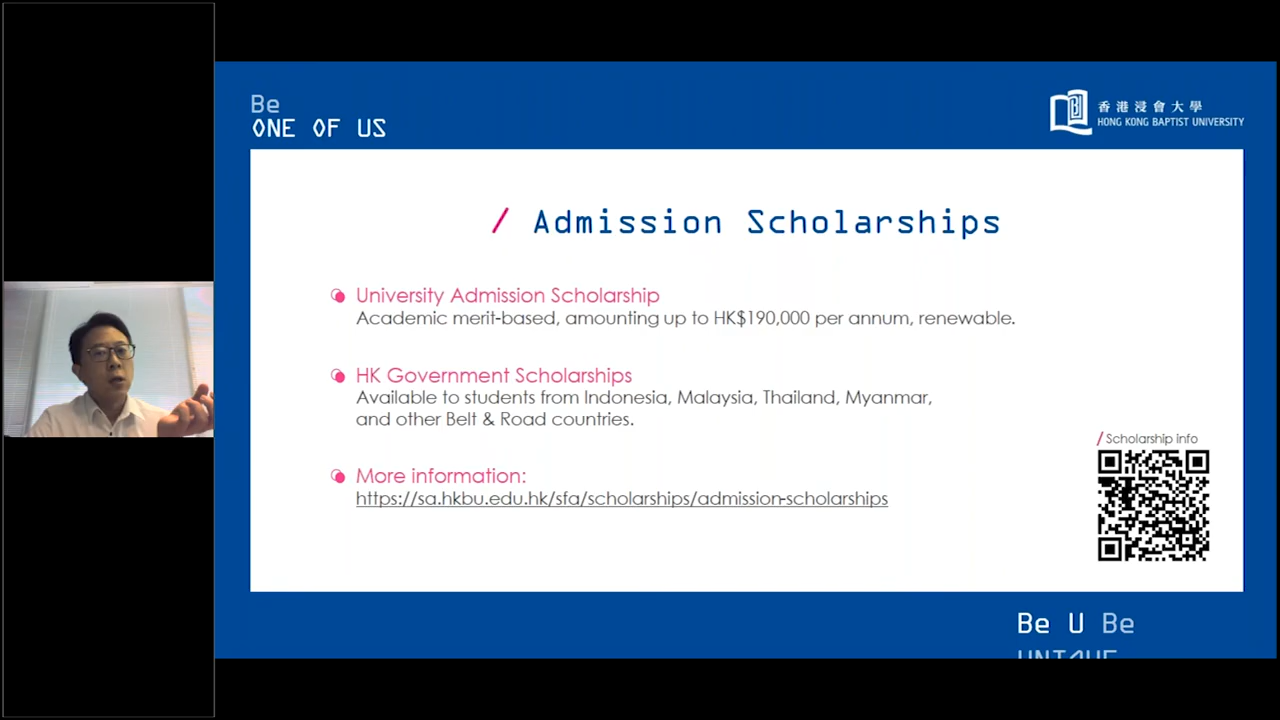 Be
ONE OF US
香港浸會大學
HONG KONG BAPTIST UNIVERSITY
/ Admission Scholarships
University Admission Scholarship
Academic merit-based, amounting up to HK$190,000 per annum, renewable.
HK Government Scholarships
Available to students from Indonesia, Malaysia, Thailand, Myanmar,
and other Belt & Road countries.
More information:
https://sa.hkbu.edu.hk/sfa/scholarships/admission-scholarships
/ Scholarship info
Be U Be